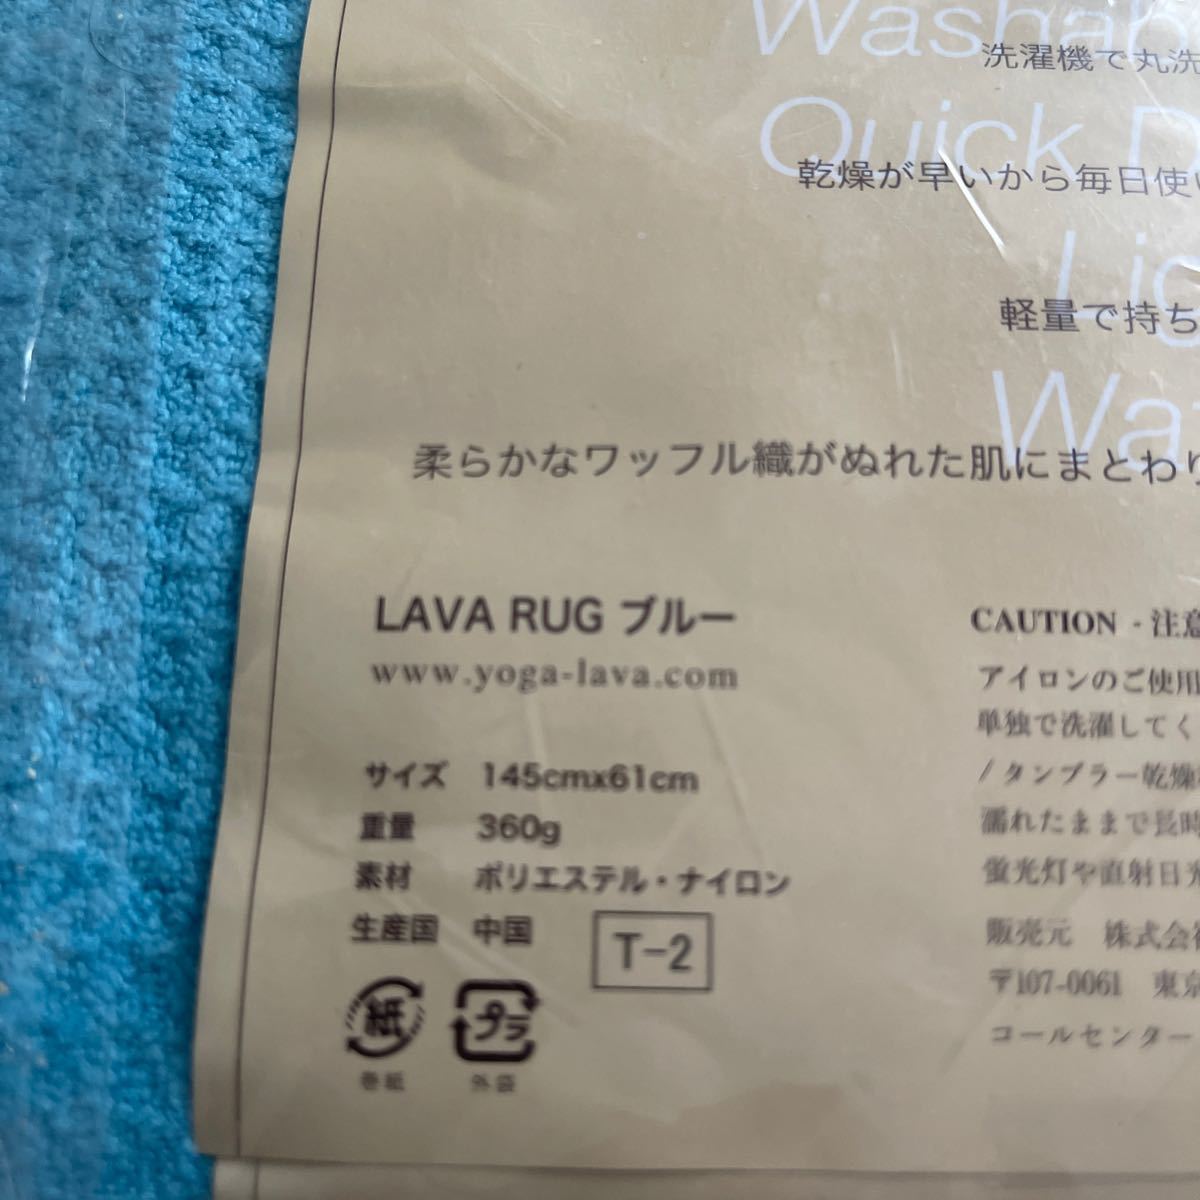 Washab
洗濯機で丸洗
Quick D
乾燥が早いから毎日使い
Lig
軽量で持ち
Wa
柔らかなワッフル織がぬれた肌にまとわり
LAVA RUG ブルー
www.yoga-lava.com
サイズ 145cmx61cm
重量 360g
素材 ポリエステル・ナイロン
生産国 中国
T-2
紙
プラ
巻紙
外袋
CAUTION - 注意
アイロンのご使用
単独で洗濯してく
/タンブラー乾燥
濡れたままで長時
蛍光灯や直射日光
販売元 株式会社
〒107-0061 東京
コールセンター